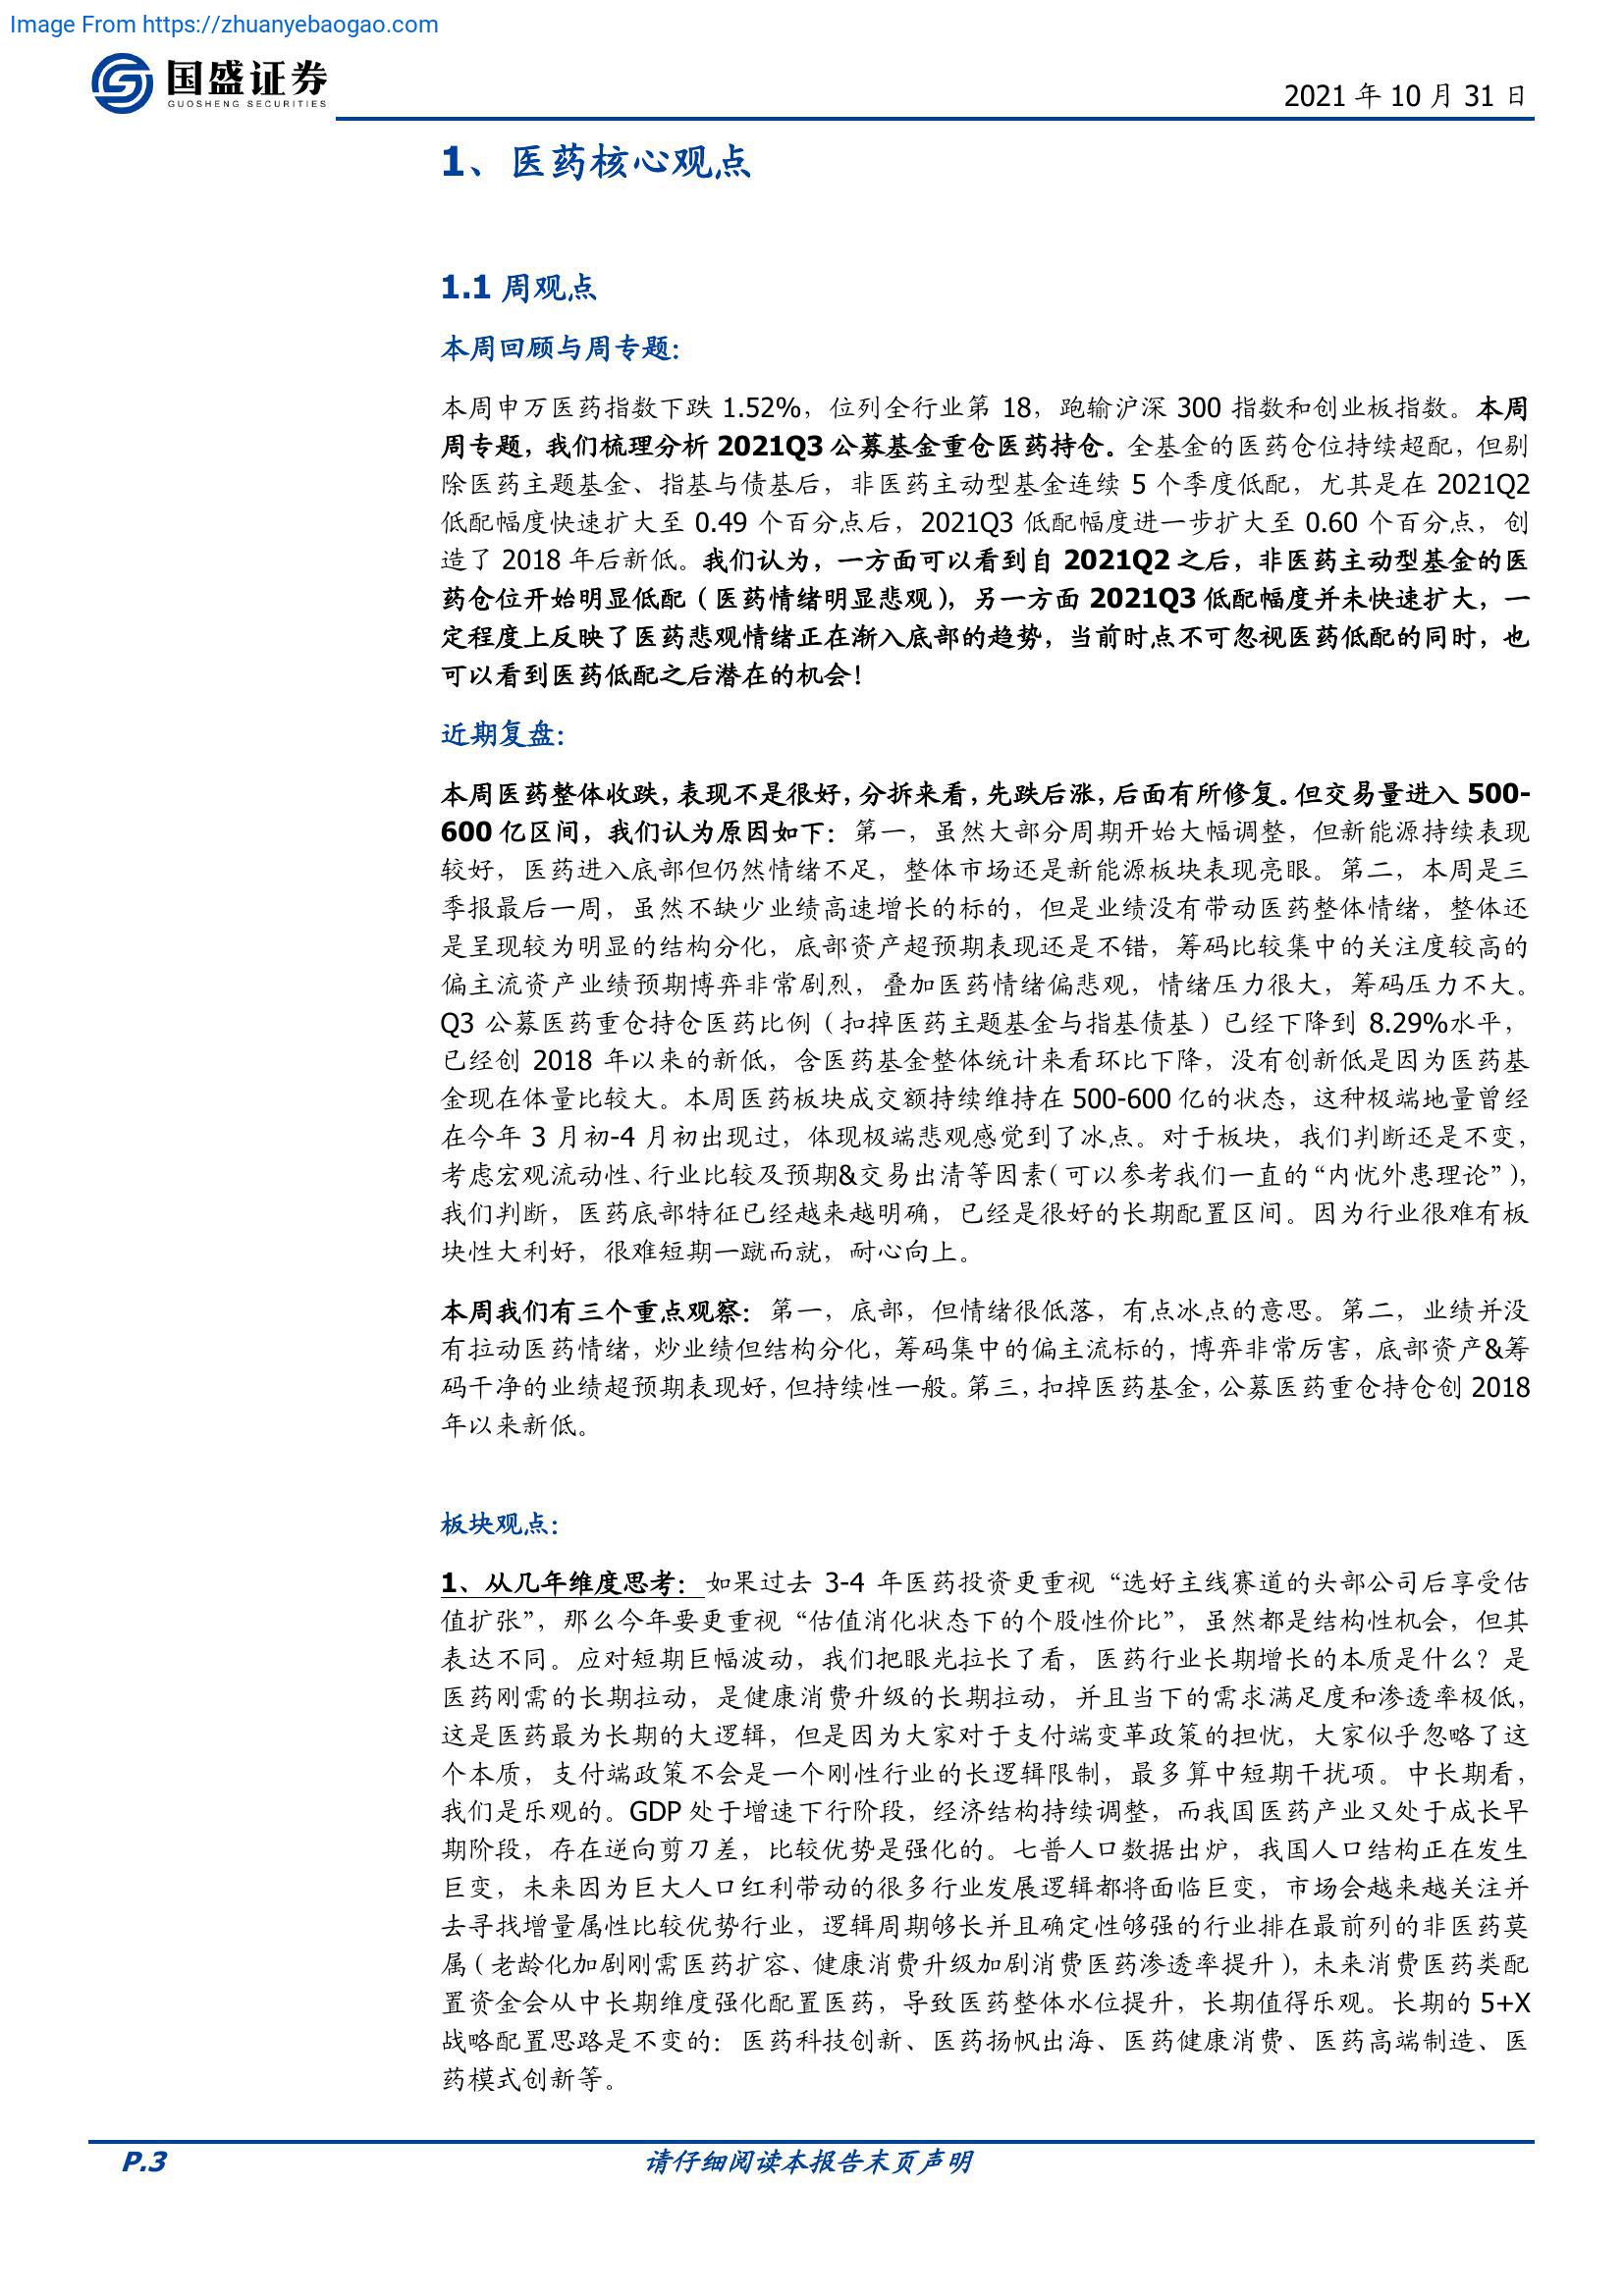 Image From https://zhuanyebaogao.com
国盛证券
GUOSHENG SECURITIES
2021 年 10 月 31 日
1、医药核心观点
1.1 周观点
本周回顾与周专题：
本周申万医药指数下跌 1.52%，位列全行业第 18，跑输沪深 300 指数和创业板指数。本周
周专题，我们梳理分析 2021Q3 公募基金重仓医药持仓。全基金的医药仓位持续超配，但剔
除医药主题基金、指基与债基后，非医药主动型基金连续 5 个季度低配，尤其是在 2021Q2
低配幅度快速扩大至 0.49 个百分点后，2021Q3 低配幅度进一步扩大至 0.60 个百分点，创
造了 2018 年后新低。我们认为，一方面可以看到自 2021Q2 之后，非医药主动型基金的医
药仓位开始明显低配（医药情绪明显悲观），另一方面 2021Q3 低配幅度并未快速扩大，一
定程度上反映了医药悲观情绪正在渐入底部的趋势，当前时点不可忽视医药低配的同时，也
可以看到医药低配之后潜在的机会！
近期复盘：
本周医药整体收跌，表现不是很好，分拆来看，先跌后涨，后面有所修复。但交易量进入 500-
600 亿区间，我们认为原因如下：第一，虽然大部分周期开始大幅调整，但新能源持续表现
较好，医药进入底部但仍然情绪不足，整体市场还是新能源板块表现亮眼。第二，本周是三
季报最后一周，虽然不缺少业绩高速增长的标的，但是业绩没有带动医药整体情绪，整体还
是呈现较为明显的结构分化，底部资产超预期表现还是不错，筹码比较集中的关注度较高的
偏主流资产业绩预期博弈非常剧烈，叠加医药情绪偏悲观，情绪压力很大，筹码压力不大。
Q3 公募医药重仓持仓医药比例（扣掉医药主题基金与指基债基）已经下降到 8.29%水平，
已经创 2018 年以来的新低，含医药基金整体统计来看环比下降，没有创新低是因为医药基
金现在体量比较大。本周医药板块成交额持续维持在 500-600 亿的状态，这种极端地量曾经
在今年 3 月初-4 月初出现过，体现极端悲观感觉到了冰点。对于板块，我们判断还是不变，
考虑宏观流动性、行业比较及预期&交易出清等因素（可以参考我们一直的“内忧外患理论”），
我们判断，医药底部特征已经越来越明确，已经是很好的长期配置区间。因为行业很难有板
块性大利好，很难短期一蹴而就，耐心向上。
本周我们有三个重点观察：第一，底部，但情绪很低落，有点冰点的意思。第二，业绩并没
有拉动医药情绪，炒业绩但结构分化，筹码集中的偏主流标的，博弈非常厉害，底部资产&筹
码干净的业绩超预期表现好，但持续性一般。第三，扣掉医药基金，公募医药重仓持仓创 2018
年以来新低。
板块观点：
1、从几年维度思考：如果过去 3-4 年医药投资更重视“选好主线赛道的头部公司后享受估
值扩张”，那么今年要更重视“估值消化状态下的个股性价比”，虽然都是结构性机会，但其
表达不同。应对短期巨幅波动，我们把眼光拉长了看，医药行业长期增长的本质是什么？是
医药刚需的长期拉动，是健康消费升级的长期拉动，并且当下的需求满足度和渗透率极低，
这是医药最为长期的大逻辑，但是因为大家对于支付端变革政策的担忧，大家似乎忽略了这
个本质，支付端政策不会是一个刚性行业的长逻辑限制，最多算中短期干扰项。中长期看，
我们是乐观的。GDP 处于增速下行阶段，经济结构持续调整，而我国医药产业又处于成长早
期阶段，存在逆向剪刀差，比较优势是强化的。七普人口数据出炉，我国人口结构正在发生
巨变，未来因为巨大人口红利带动的很多行业发展逻辑都将面临巨变，市场会越来越关注并
去寻找增量属性比较优势行业，逻辑周期够长并且确定性够强的行业排在最前列的非医药莫
属（老龄化加剧刚需医药扩容、健康消费升级加剧消费医药渗透率提升），未来消费医药类配
置资金会从中长期维度强化配置医药，导致医药整体水位提升，长期值得乐观。长期的 5+X
战略配置思路是不变的：医药科技创新、医药扬帆出海、医药健康消费、医药高端制造、医
药模式创新等。
P.3
请仔细阅读本报告末页声明